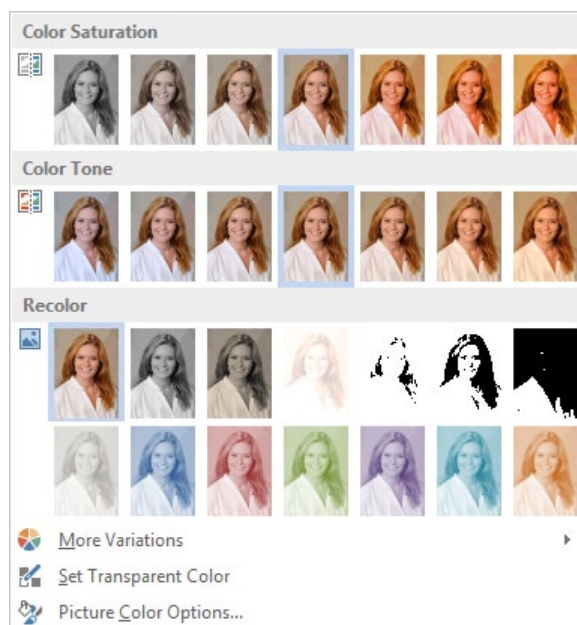 Color Saturation
Color Tone
Recolor
More Variations
Set Transparent Color
Picture Color Options...